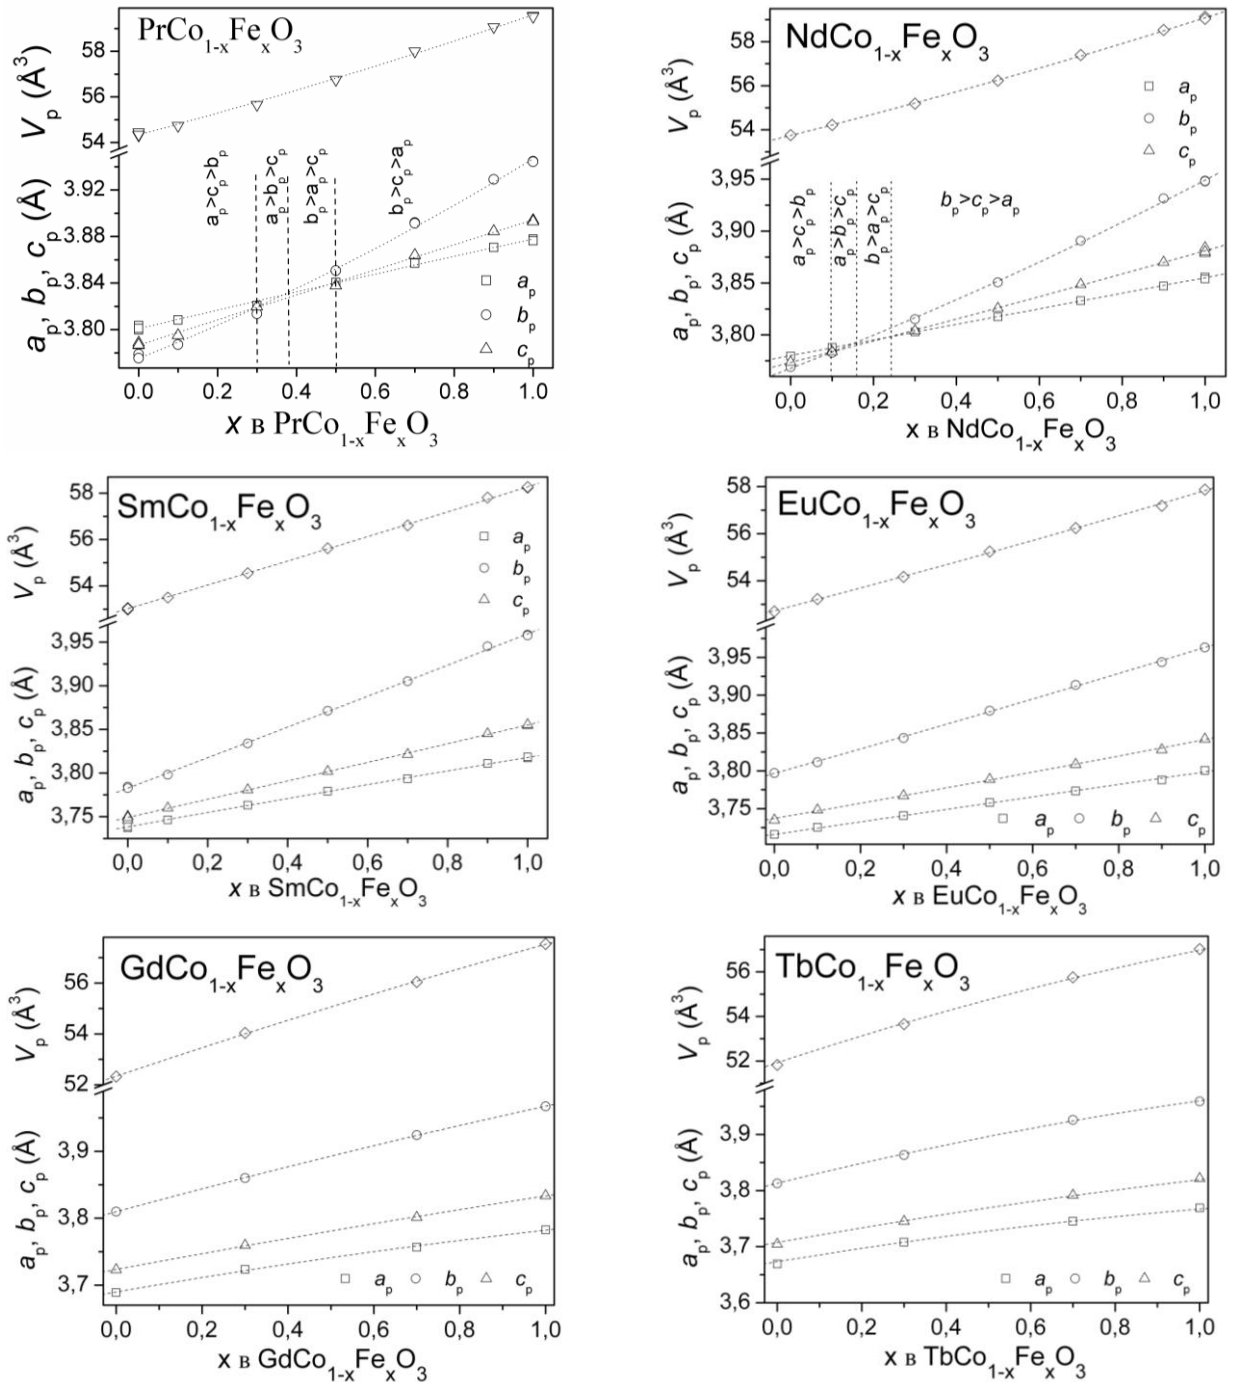 PrCo1-xFexO3
Vp (Å3)
58
56
54
ap, bp, cp (Å)
3.92
3.88
3.84
3.80
ap>cp>bp
ap>bp>cp
bp>ap>cp
bp>cp>ap
ap
bp
cp
0.0 0.2 0.4 0.6 0.8 1.0
x в PrCo1-xFexO3
NdCo1-xFexO3
Vp (Å3)
58
56
54
ap
bp
cp
ap, bp, cp (Å)
3,95
3,90
3,85
3,80
ap>cp>bp
ap>bp>cp
bp>ap>cp
bp>cp>ap
0,0 0,2 0,4 0,6 0,8 1,0
x в NdCo1-xFexO3
SmCo1-xFexO3
Vp (Å3)
58
56
54
ap
bp
cp
ap, bp, cp (Å)
3,95
3,90
3,85
3,80
3,75
0,0 0,2 0,4 0,6 0,8 1,0
x в SmCo1-xFexO3
EuCo1-xFexO3
Vp (Å3)
58
56
54
ap, bp, cp (Å)
3,95
3,90
3,85
3,80
3,75
ap bp cp
0,0 0,2 0,4 0,6 0,8 1,0
x в EuCo1-xFexO3
GdCo1-xFexO3
Vp (Å3)
56
54
52
ap, bp, cp (Å)
3,9
3,8
3,7
ap bp cp
0,0 0,2 0,4 0,6 0,8 1,0
x в GdCo1-xFexO3
TbCo1-xFexO3
Vp (Å3)
56
54
52
ap, bp, cp (Å)
3,9
3,8
3,7
3,6
ap bp cp
0,0 0,2 0,4 0,6 0,8 1,0
x в TbCo1-xFexO3